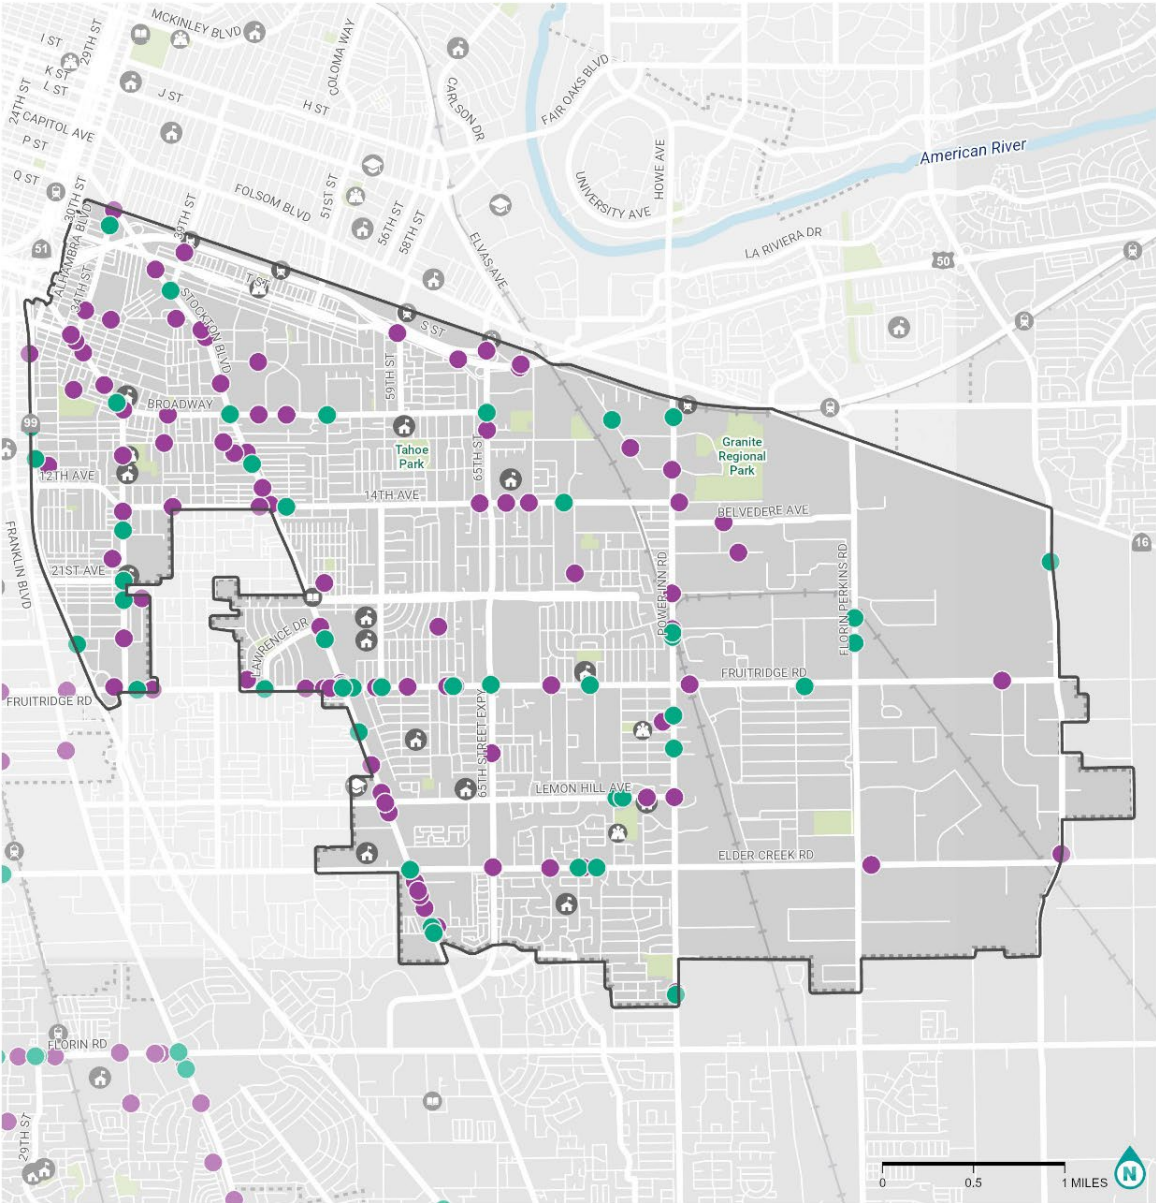 MCKINLEY BLVD
I ST
29TH ST
COLOMA WAY
K ST
L ST
24TH ST
J ST
H ST
CARLSON DR
FAIR OAKS BLVD
CAPITOL AVE
P ST
Q ST
American River
HOWE AVE
UNIVERSITY AVE
30TH ST
39TH ST
FOLSOM BLVD
51ST ST
56TH ST
58TH ST
ELVAS AVE
LA RIVIERA DR
51
50
ALHAMBRA BLVD
34TH ST
T ST
STOCKTON BLVD
S ST
59TH ST
BROADWAY
99
Tahoe
Park
65TH ST
Granite
Regional
Park
12TH AVE
14TH AVE
BELVEDERE AVE
16
FRANKLIN BLVD
21ST AVE
POWER INN RD
FLORIN PERKINS RD
LAWRENCE DR
FRUITRIDGE RD
FRUITRIDGE RD
65TH STREET EXPY
LEMON HILL AVE
ELDER CREEK RD
FLORIN RD
29TH ST
0
0.5
1 MILES
N